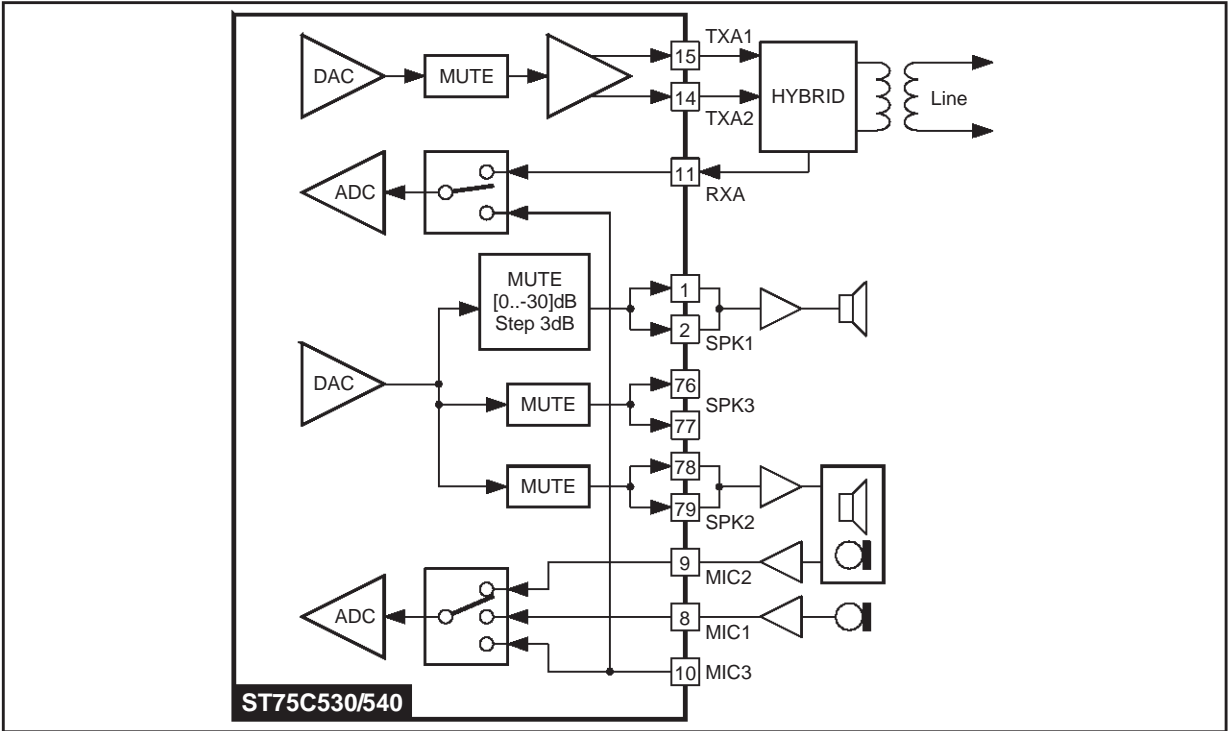 DAC
MUTE
15
TXA1
14
TXA2
HYBRID
Line
ADC
11
RXA
MUTE
[0..-30]dB
Step 3dB
1
2
SPK1
DAC
MUTE
76
SPK3
77
MUTE
78
79
SPK2
ADC
9
MIC2
8
MIC1
10
MIC3
ST75C530/540